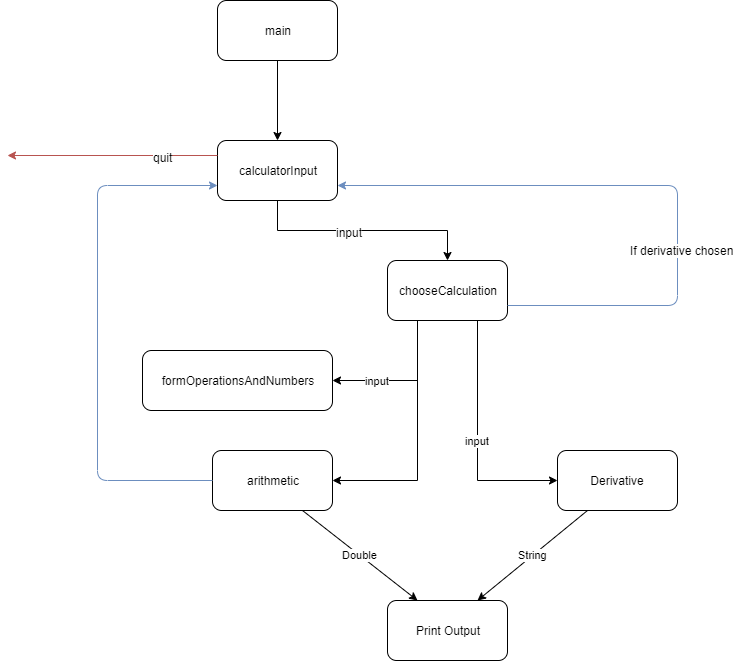 main
quit
calculatorInput
input
If derivative chosen
chooseCalculation
formOperationsAndNumbers
input
input
arithmetic
Derivative
Double
String
Print Output